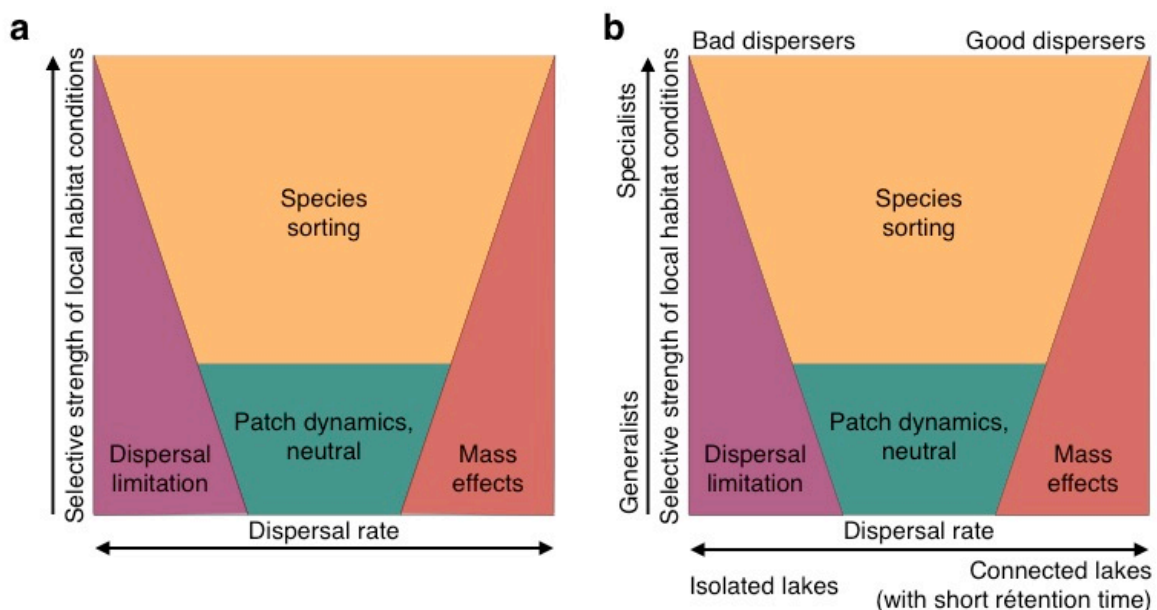 a
Selective strength of local habitat conditions
Species
sorting
Patch dynamics,
neutral
Dispersal
limitation
Mass
effects
Dispersal rate
b
Bad dispersers
Good dispersers
Specialists
Generalists
Selective strength of local habitat conditions
Species
sorting
Patch dynamics,
neutral
Dispersal
limitation
Mass
effects
Dispersal rate
Isolated lakes
Connected lakes
(with short rétention time)